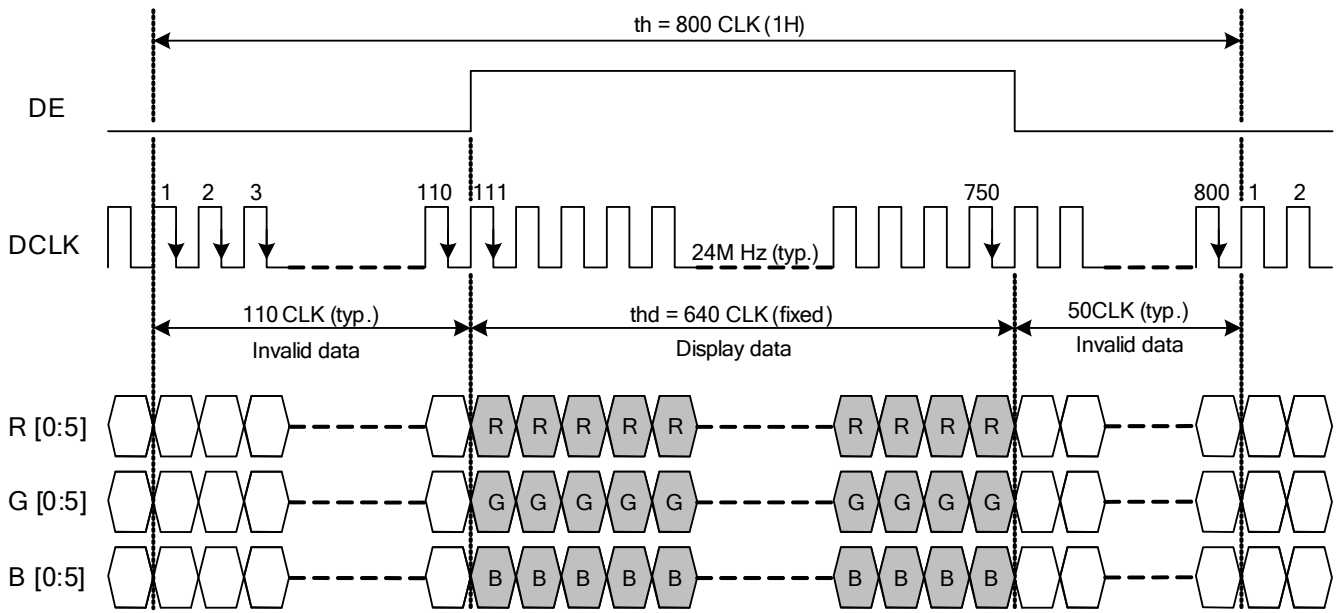 th = 800 CLK (1H)
DE
1 2 3 110 111 750 800 1 2
DCLK
24M Hz (typ.)
110 CLK (typ.) thd = 640 CLK (fixed) 50CLK (typ.)
Invalid data Display data Invalid data
R [0:5] R R R R R R R R R
G [0:5] G G G G G G G G G
B [0:5] B B B B B B B B B